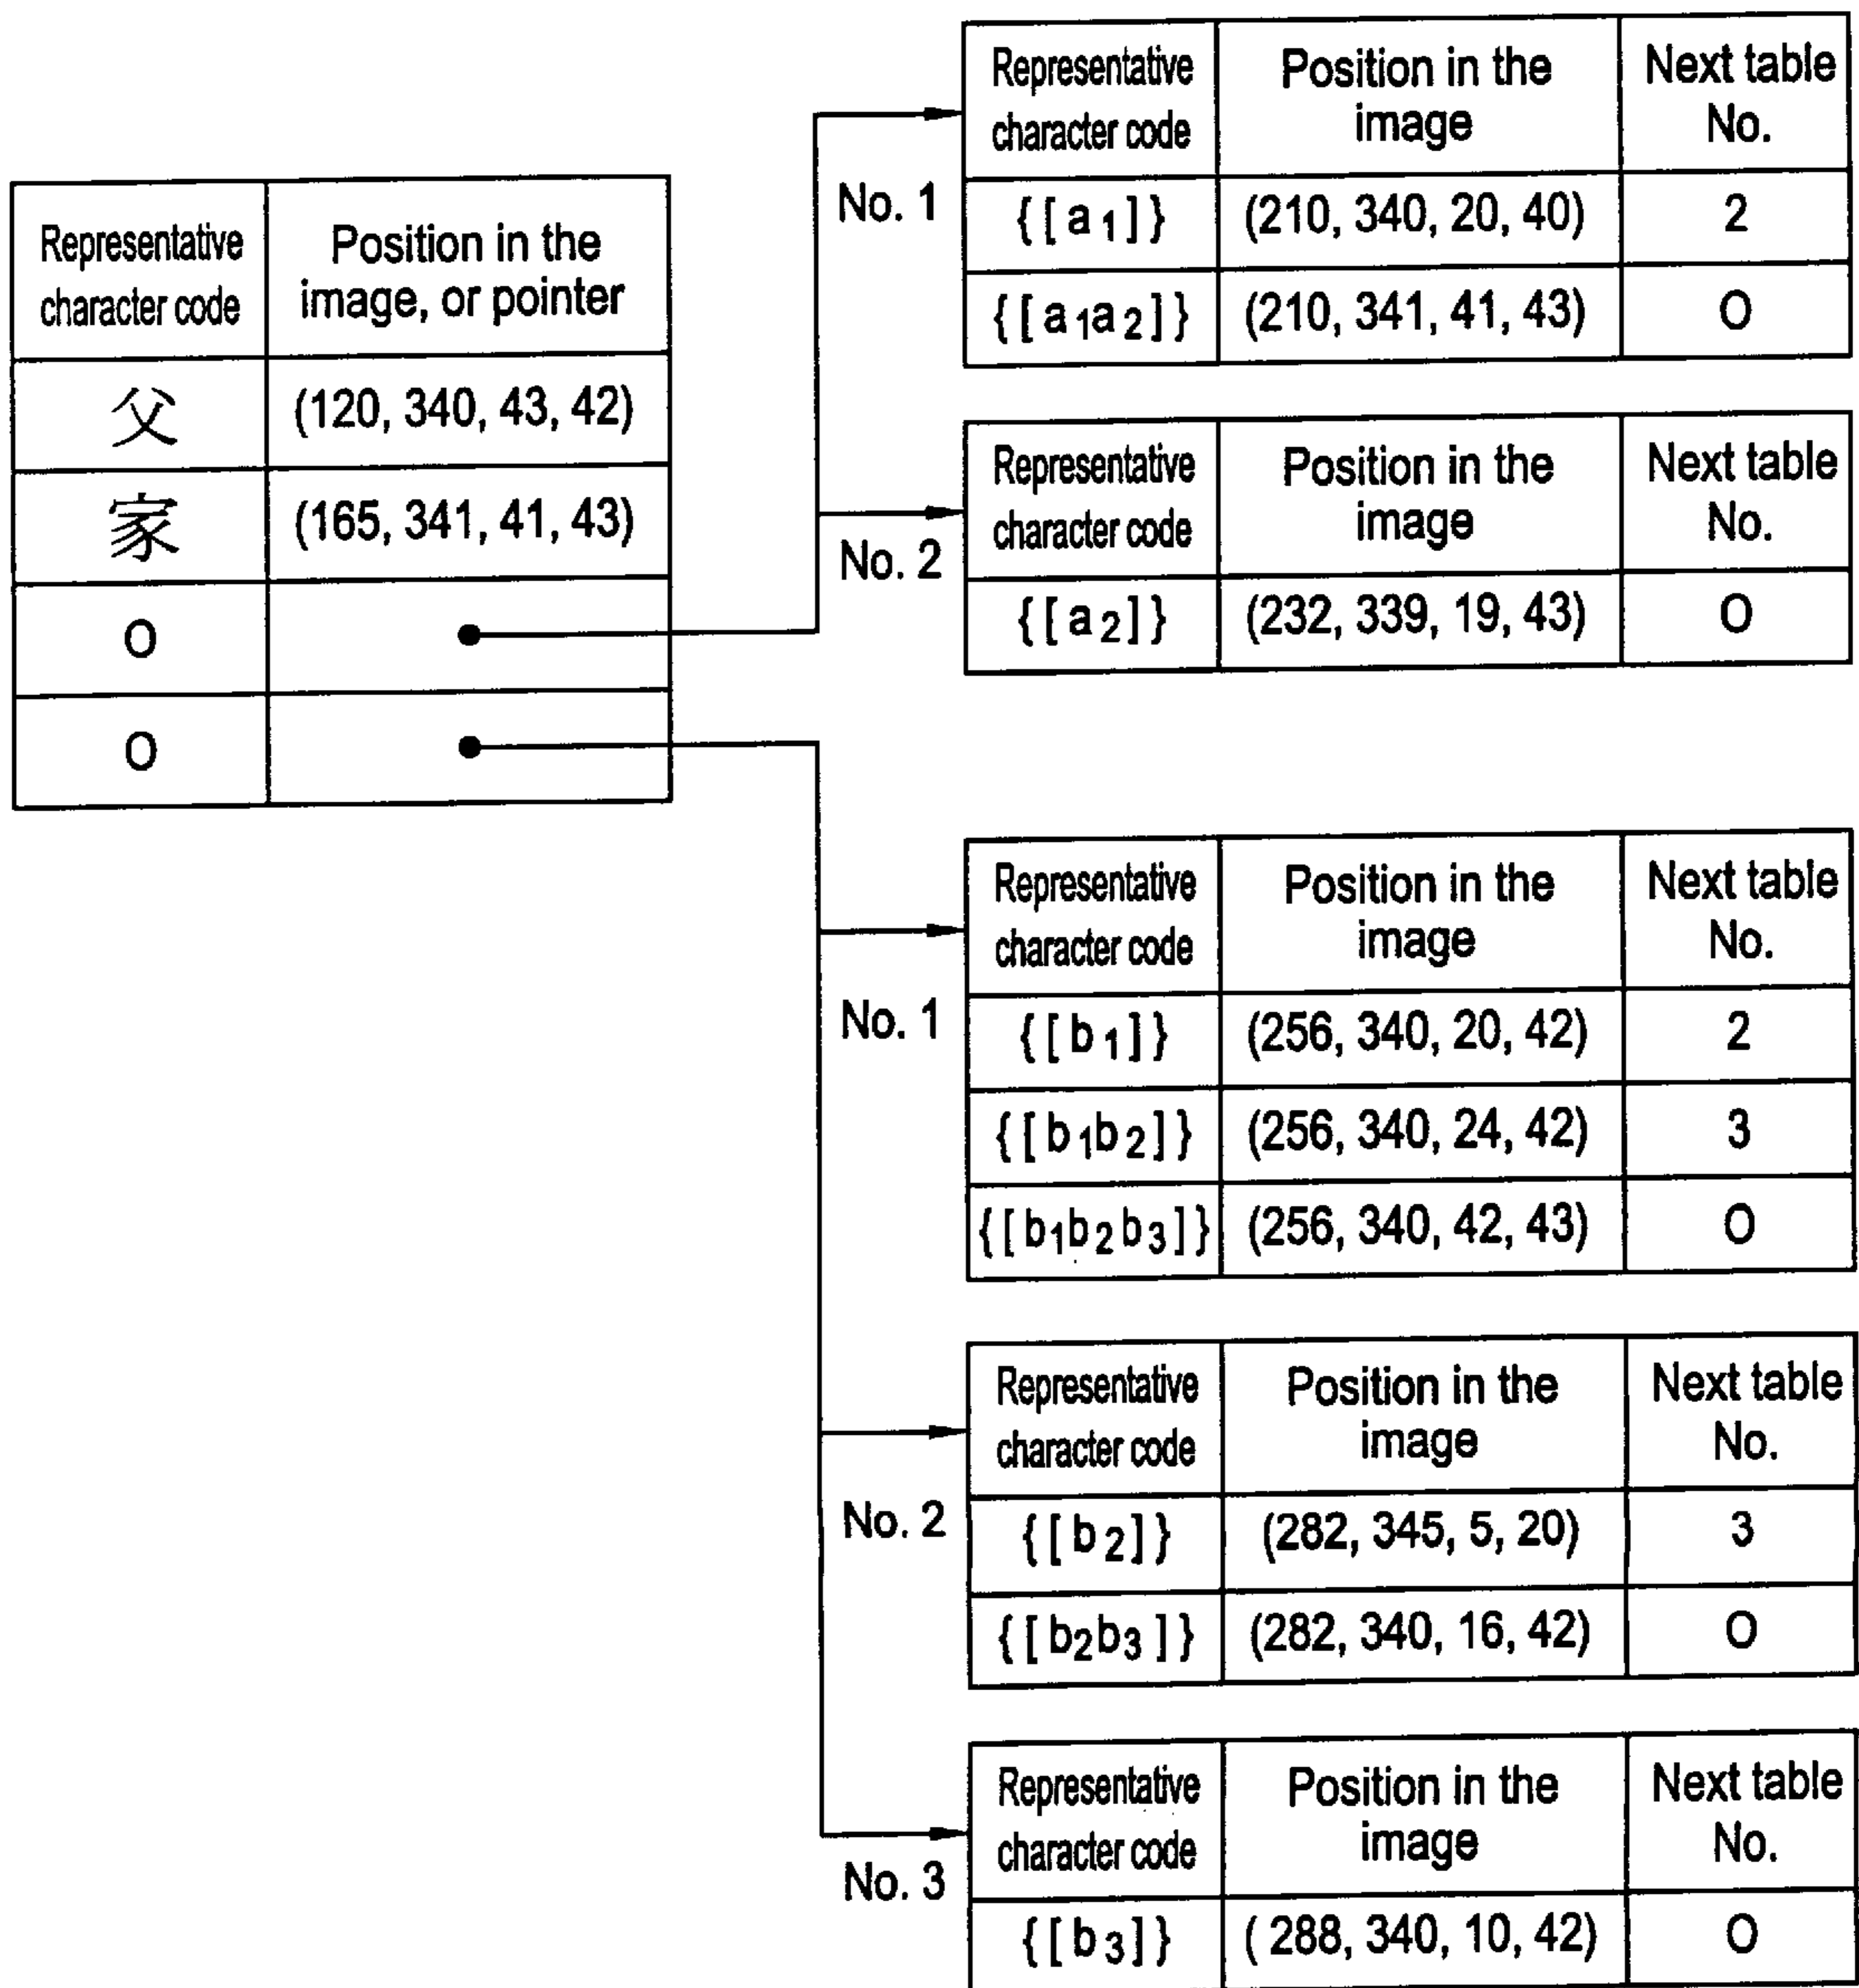 Representative character code | Position in the image, or pointer
父 | (120, 340, 43, 42)
家 | (165, 341, 41, 43)
O | ●
O | ●
No. 1
Representative character code | Position in the image | Next table No.
{[a1]} | (210, 340, 20, 40) | 2
{[a1a2]} | (210, 341, 41, 43) | O
No. 2
Representative character code | Position in the image | Next table No.
{[a2]} | (232, 339, 19, 43) | O
No. 1
Representative character code | Position in the image | Next table No.
{[b1]} | (256, 340, 20, 42) | 2
{[b1b2]} | (256, 340, 24, 42) | 3
{[b1b2b3]} | (256, 340, 42, 43) | O
No. 2
Representative character code | Position in the image | Next table No.
{[b2]} | (282, 345, 5, 20) | 3
{[b2b3]} | (282, 340, 16, 42) | O
No. 3
Representative character code | Position in the image | Next table No.
{[b3]} | (288, 340, 10, 42) | O